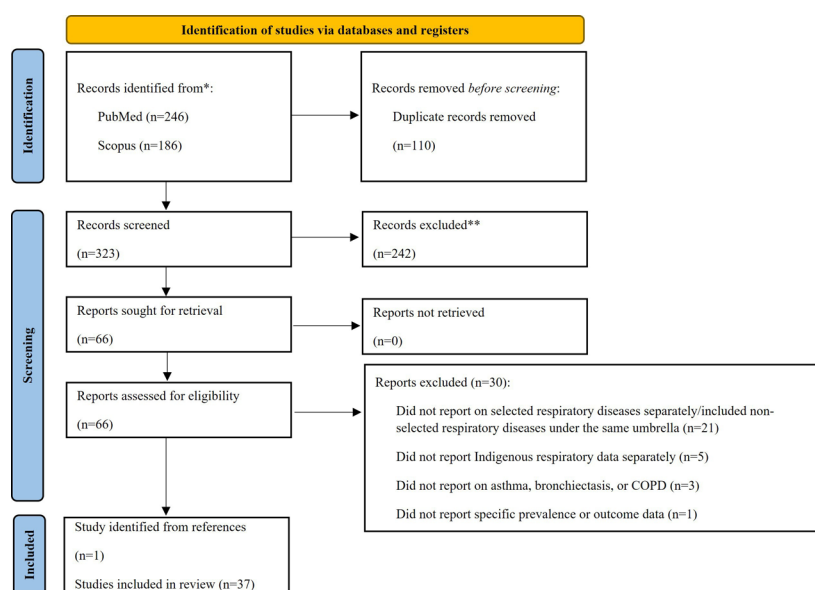 Identification of studies via databases and registers
Identification
Records identified from*:
PubMed (n=246)
Scopus (n=186)
Records removed before screening:
Duplicate records removed
(n=110)
Screening
Records screened
(n=323)
Records excluded**
(n=242)
Reports sought for retrieval
(n=66)
Reports not retrieved
(n=0)
Reports assessed for eligibility
(n=66)
Reports excluded (n=30):
Did not report on selected respiratory diseases separately/included non-
selected respiratory diseases under the same umbrella (n=21)
Did not report Indigenous respiratory data separately (n=5)
Did not report on asthma, bronchiectasis, or COPD (n=3)
Did not report specific prevalence or outcome data (n=1)
Included
Study identified from references
(n=1)
Studies included in review (n=37)